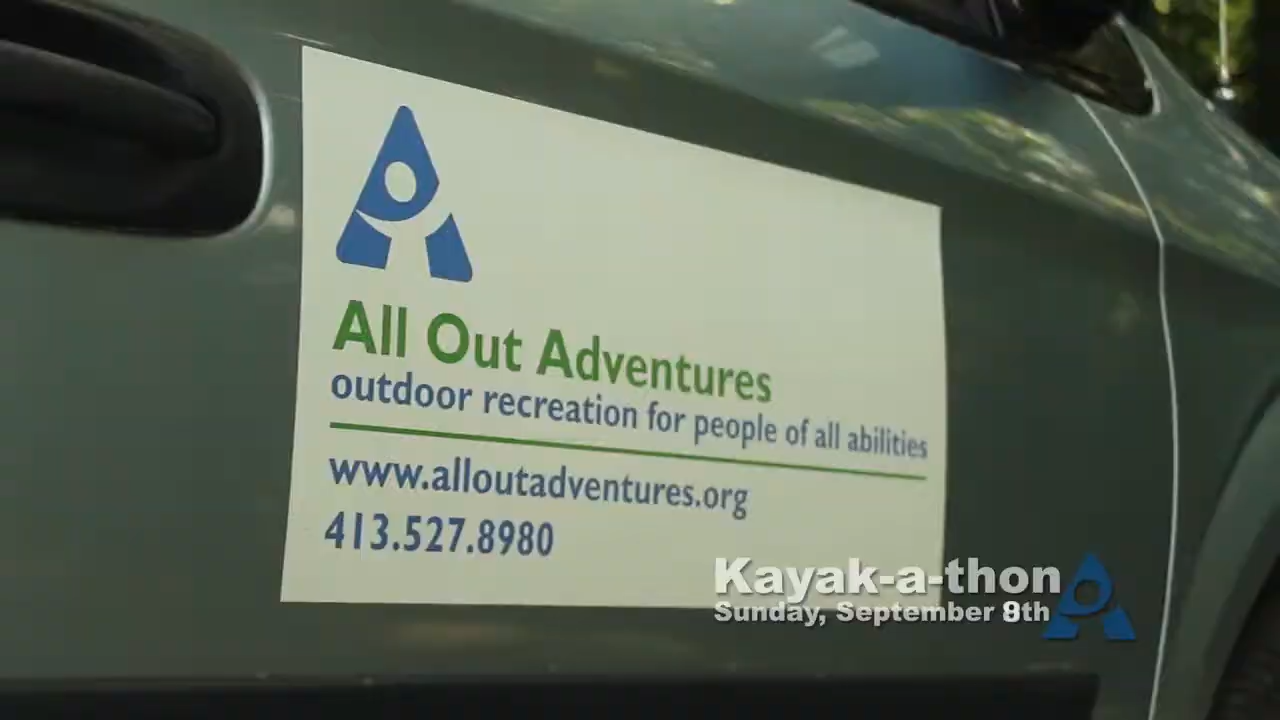 All Out Adventures
outdoor recreation for people of all abilities
www.alloutadventures.org
413.527.8980
Kayak-a-thon
Sunday, September 8th